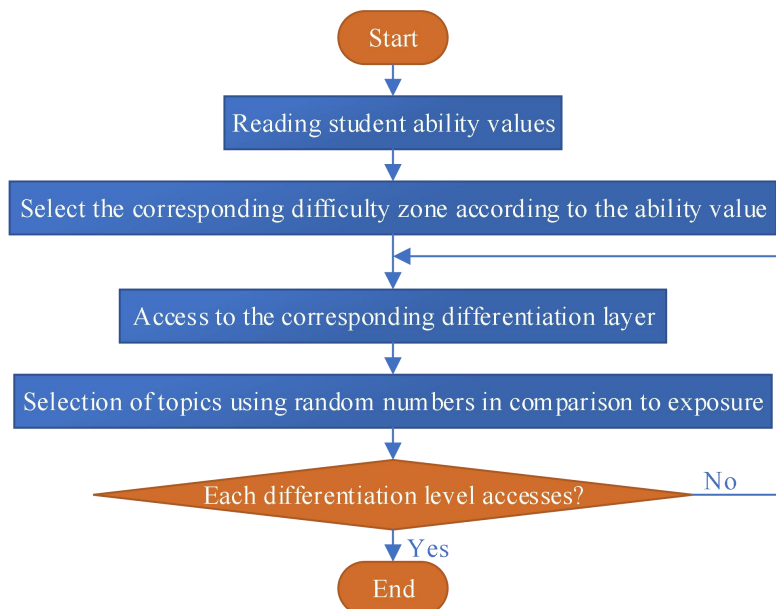 Start
Reading student ability values
Select the corresponding difficulty zone according to the ability value
Access to the corresponding differentiation layer
Selection of topics using random numbers in comparison to exposure
Each differentiation level accesses?
No
Yes
End